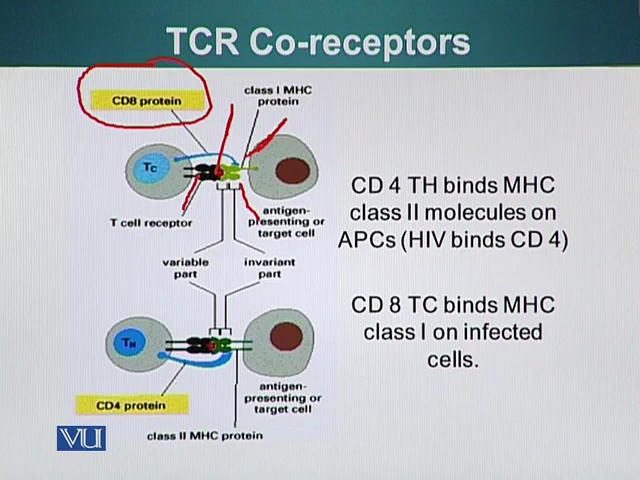 TCR Co-receptors
CD8 protein
class I MHC
protein
TC
T cell receptor
antigen-
presenting or
target cell
variable
part
invariant
part
TH
CD4 protein
antigen-
presenting or
target cell
class II MHC protein
CD 4 TH binds MHC
class II molecules on
APCs (HIV binds CD 4)
CD 8 TC binds MHC
class I on infected
cells.
VU